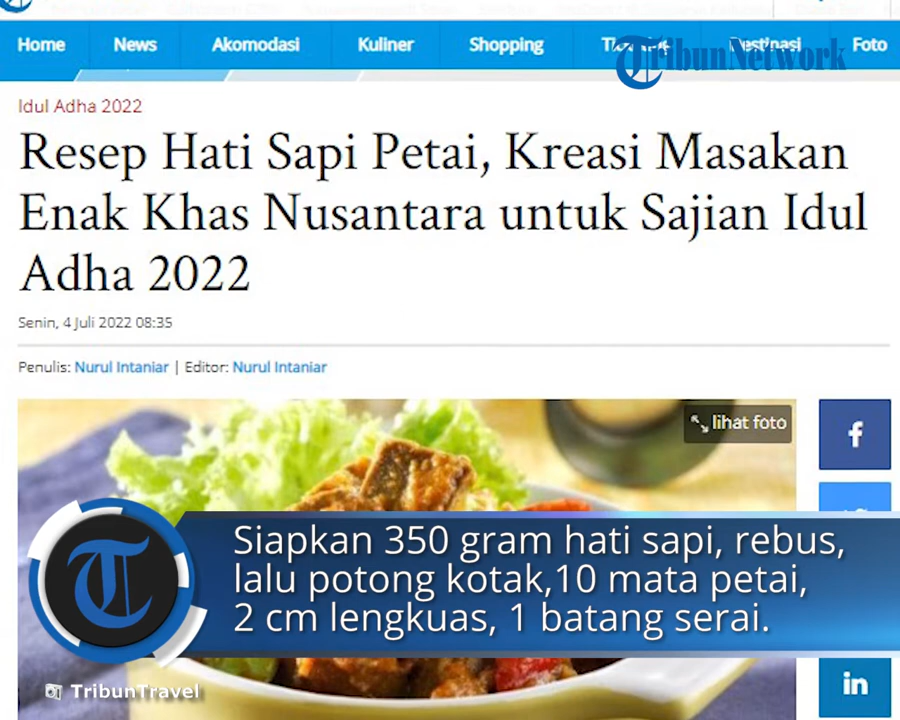 Home News Akomodasi Kuliner Shopping Destinasi Foto
TribunNetwork
Idul Adha 2022
Resep Hati Sapi Petai, Kreasi Masakan
Enak Khas Nusantara untuk Sajian Idul
Adha 2022
Senin, 4 Juli 2022 08:35
Penulis: Nurul Intaniar | Editor: Nurul Intaniar
lihat foto
f
Siapkan 350 gram hati sapi, rebus,
lalu potong kotak,10 mata petai,
2 cm lengkuas, 1 batang serai.
T
TribunTravel
in